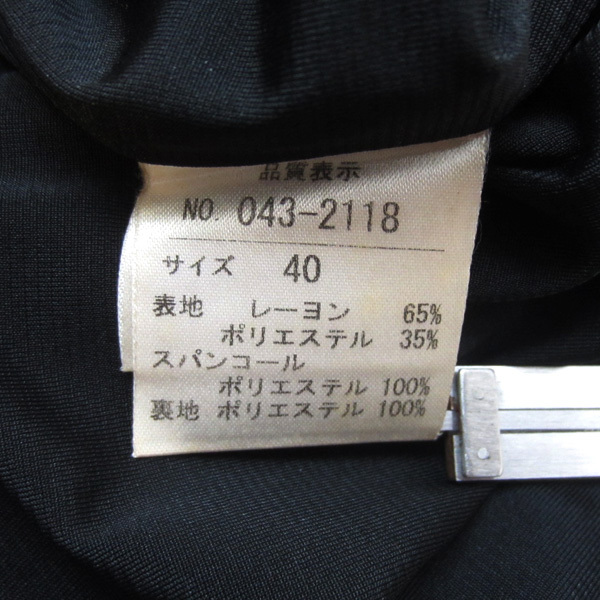 品質表示
NO. 043-2118
サイズ 40
表地 レーヨン 65%
ポリエステル 35%
スパンコール
ポリエステル 100%
裏地 ポリエステル 100%